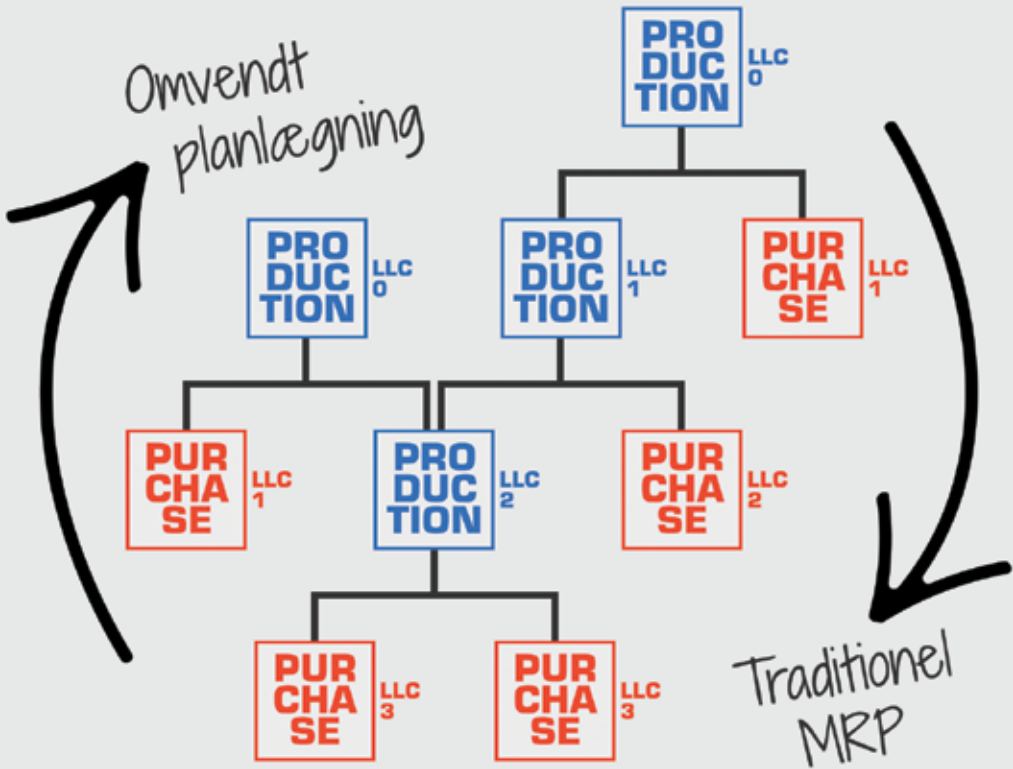 Omvendt
planlægning
PRO
DUC
TION
LLC
0
PRO
DUC
TION
LLC
0
PRO
DUC
TION
LLC
1
PUR
CHA
SE
LLC
1
PUR
CHA
SE
LLC
1
PRO
DUC
TION
LLC
2
PUR
CHA
SE
LLC
2
PUR
CHA
SE
LLC
3
PUR
CHA
SE
LLC
3
Traditionel
MRP